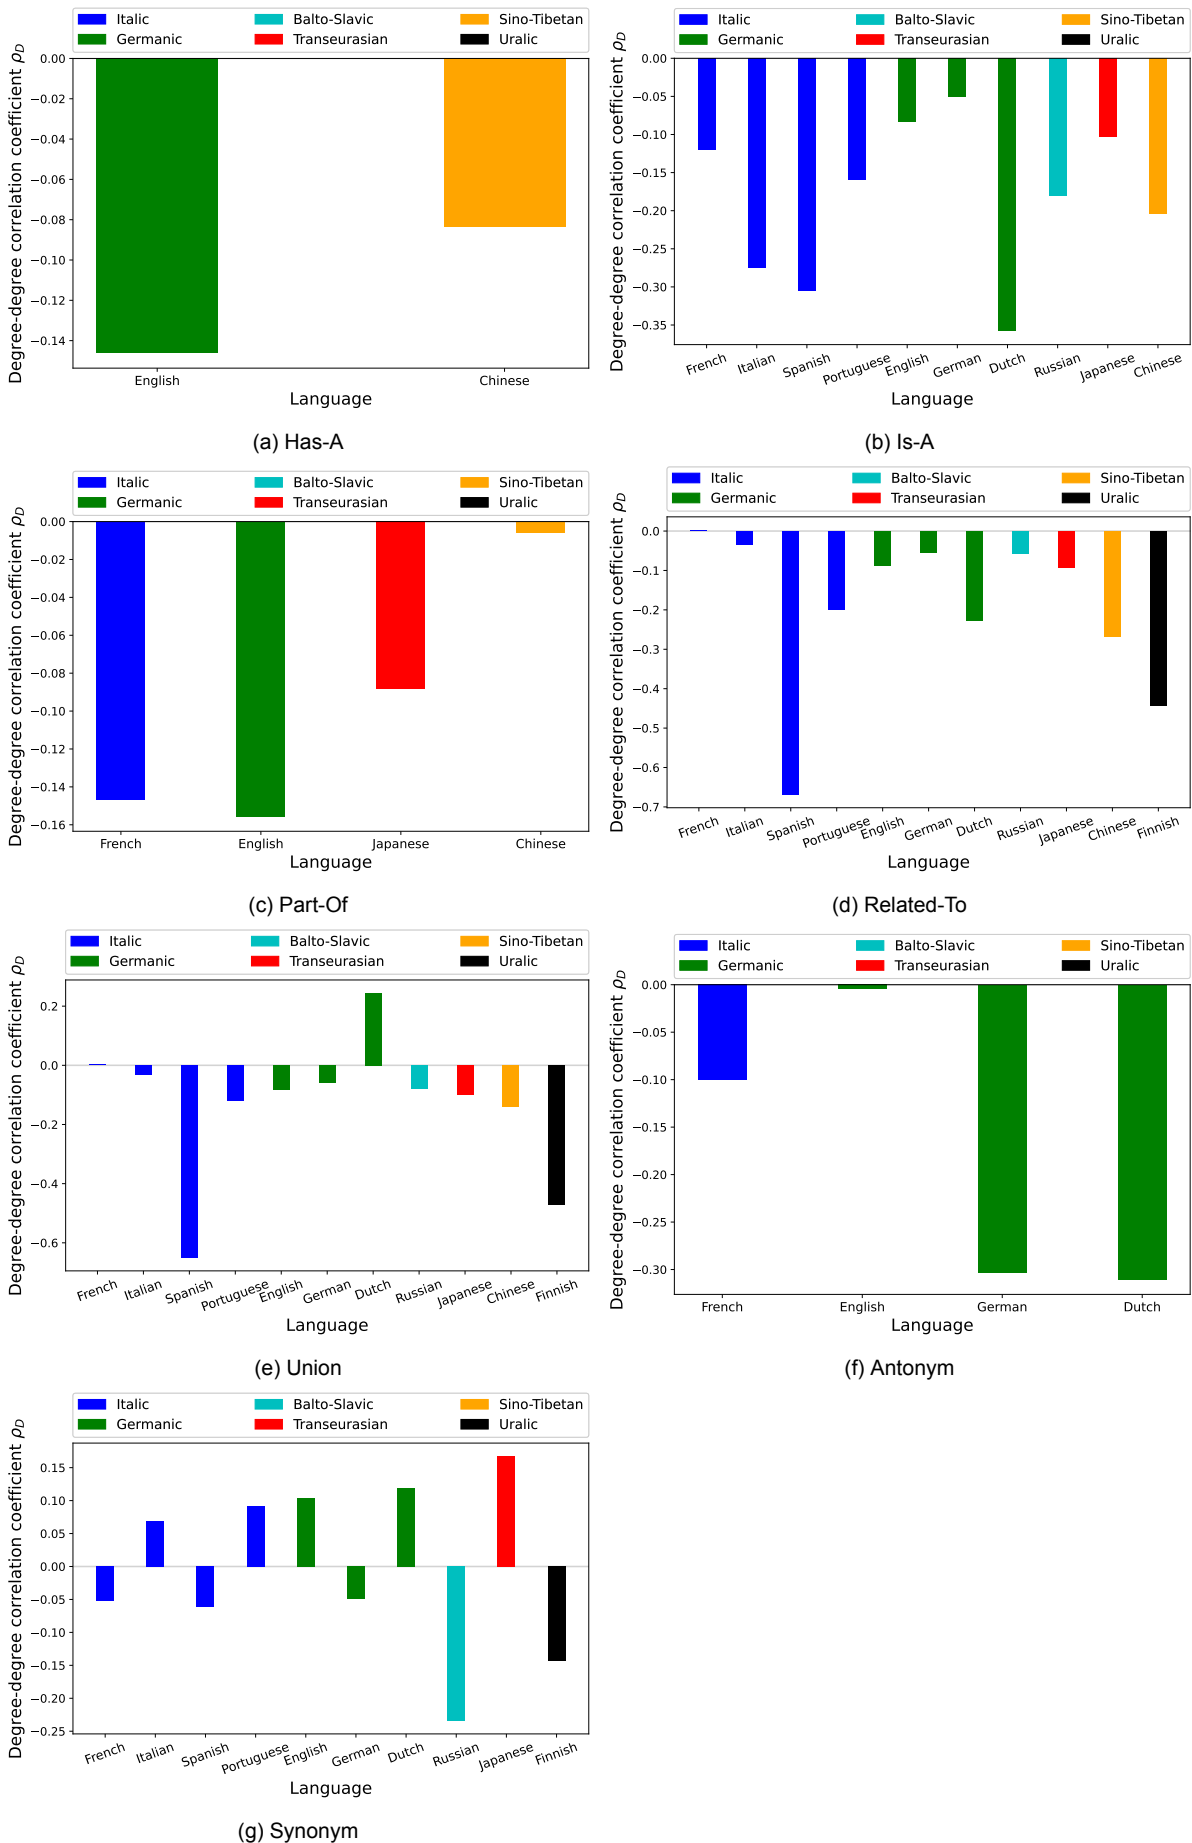 Italic Balto-Slavic Sino-Tibetan
Germanic Transeurasian Uralic
Degree-degree correlation coefficient ρD
0.00
−0.02
−0.04
−0.06
−0.08
−0.10
−0.12
−0.14
English Chinese
Language
(a) Has-A
Italic Balto-Slavic Sino-Tibetan
Germanic Transeurasian Uralic
Degree-degree correlation coefficient ρD
0.00
−0.05
−0.10
−0.15
−0.20
−0.25
−0.30
−0.35
French Italian Spanish Portuguese English German Dutch Russian Japanese Chinese
Language
(b) Is-A
Italic Balto-Slavic Sino-Tibetan
Germanic Transeurasian Uralic
Degree-degree correlation coefficient ρD
0.00
−0.02
−0.04
−0.06
−0.08
−0.10
−0.12
−0.14
−0.16
French English Japanese Chinese
Language
(c) Part-Of
Italic Balto-Slavic Sino-Tibetan
Germanic Transeurasian Uralic
Degree-degree correlation coefficient ρD
0.0
−0.1
−0.2
−0.3
−0.4
−0.5
−0.6
−0.7
French Italian Spanish Portuguese English German Dutch Russian Japanese Chinese Finnish
Language
(d) Related-To
Italic Balto-Slavic Sino-Tibetan
Germanic Transeurasian Uralic
Degree-degree correlation coefficient ρD
0.2
0.0
−0.2
−0.4
−0.6
French Italian Spanish Portuguese English German Dutch Russian Japanese Chinese Finnish
Language
(e) Union
Italic Balto-Slavic Sino-Tibetan
Germanic Transeurasian Uralic
Degree-degree correlation coefficient ρD
0.00
−0.05
−0.10
−0.15
−0.20
−0.25
−0.30
French English German Dutch
Language
(f) Antonym
Italic Balto-Slavic Sino-Tibetan
Germanic Transeurasian Uralic
Degree-degree correlation coefficient ρD
0.15
0.10
0.05
0.00
−0.05
−0.10
−0.15
−0.20
−0.25
French Italian Spanish Portuguese English German Dutch Russian Japanese Finnish
Language
(g) Synonym